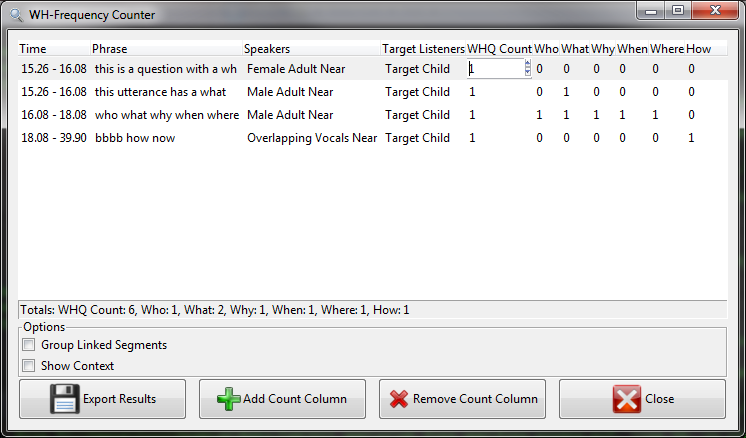 WH-Frequency Counter
Time Phrase Speakers Target Listeners WHQ Count Who What Why When Where How
15.26 - 16.08 this is a question with a wh Female Adult Near Target Child 1 0 0 0 0 0 0
15.26 - 16.08 this utterance has a what Male Adult Near Target Child 1 0 1 0 0 0 0
16.08 - 18.08 who what why when where Male Adult Near Target Child 1 1 1 1 1 1 0
18.08 - 39.90 bbbb how now Overlapping Vocals Near Target Child 1 0 0 0 0 0 1
Totals: WHQ Count: 6, Who: 1, What: 2, Why: 1, When: 1, Where: 1, How: 1
Options
Group Linked Segments
Show Context
Export Results Add Count Column Remove Count Column Close